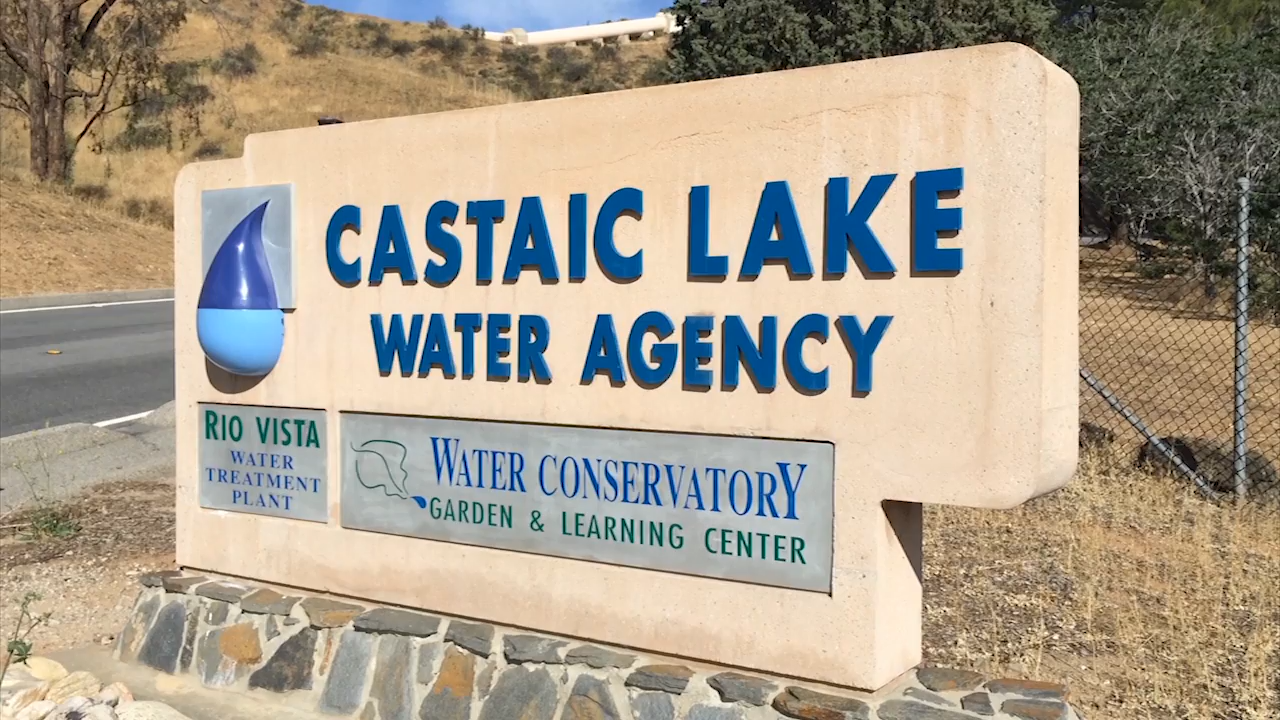 CASTAIC LAKE
WATER AGENCY
RIO VISTA
WATER
TREATMENT
PLANT
WATER CONSERVATORY
GARDEN & LEARNING CENTER